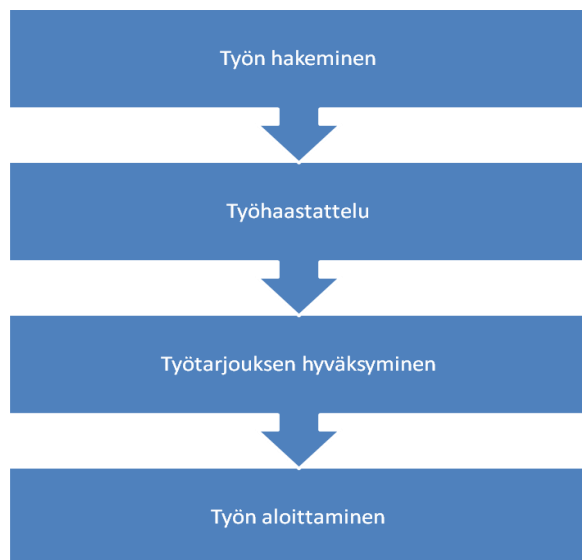 Työn hakeminen
Työhaastattelu
Työtarjouksen hyväksyminen
Työn aloittaminen